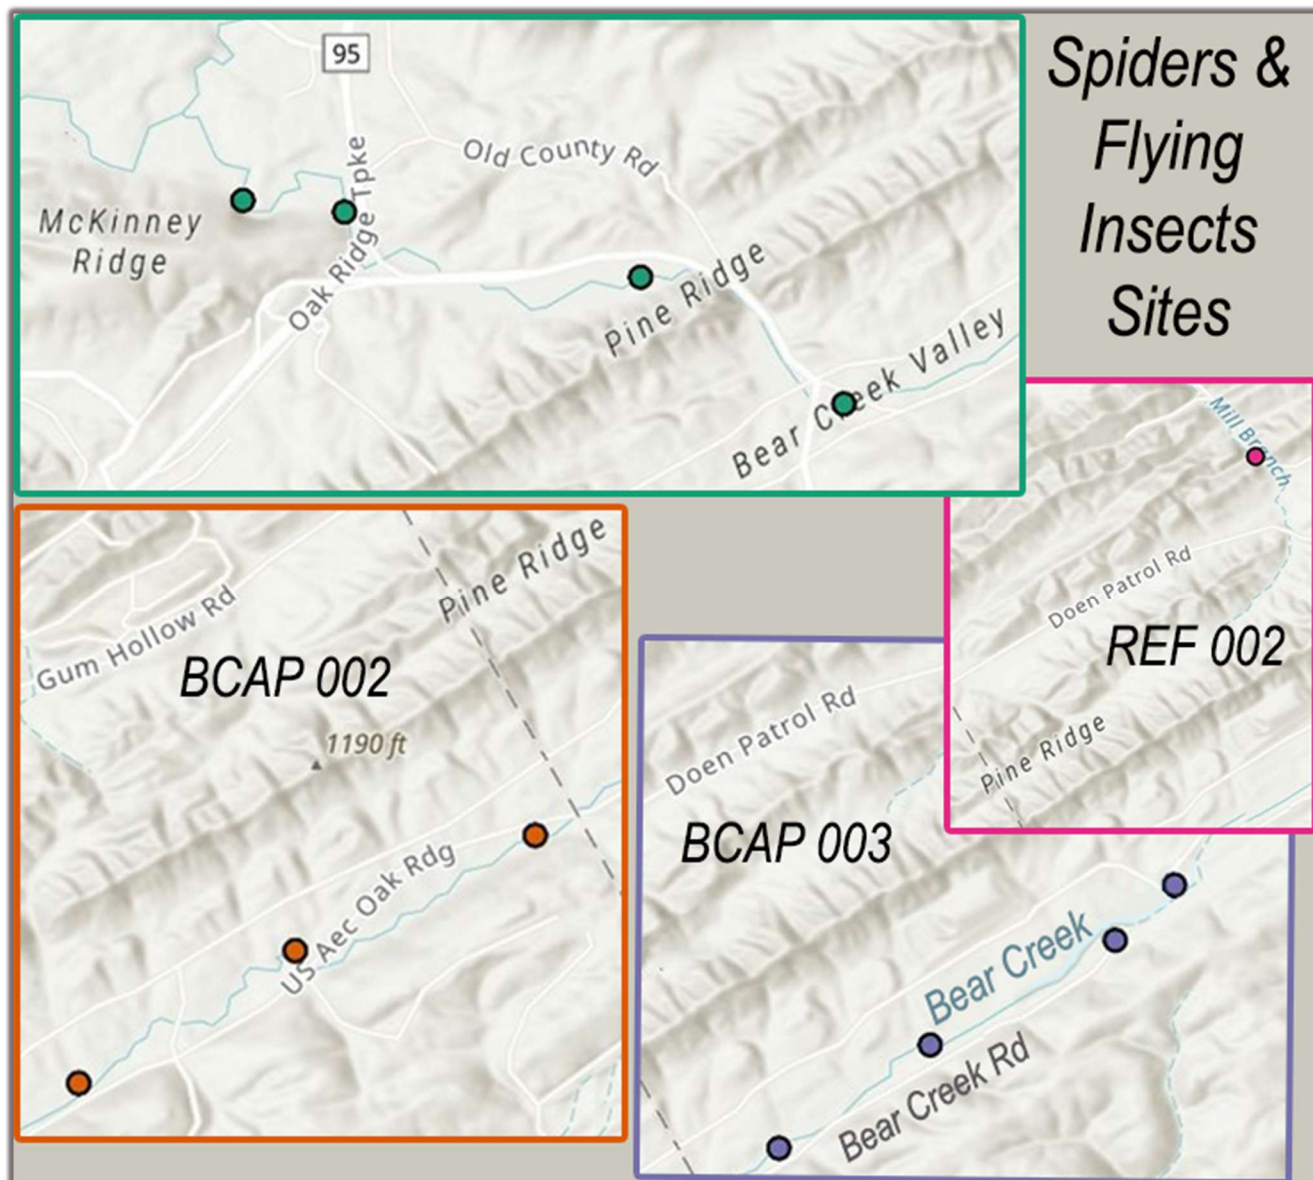 95
Spiders &
Flying
Insects
Sites
Old County Rd
Oak Ridge Tpke
McKinney
Ridge
Pine Ridge
Bear Creek Valley
Mill Branch
Doen Patrol Rd
REF 002
Pine Ridge
Pine Ridge
Gum Hollow Rd
BCAP 002
1190 ft
US Aec Oak Rdg
Doen Patrol Rd
BCAP 003
Bear Creek
Bear Creek Rd